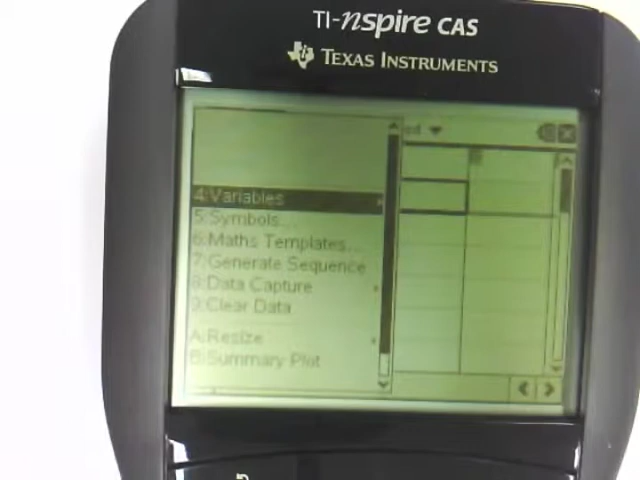 TI-nspire CAS
TEXAS INSTRUMENTS
4:Variables
5:Symbols...
6:Maths Templates...
7:Generate Sequence
8:Data Capture
9:Clear Data
A:Resize
B:Summary Plot